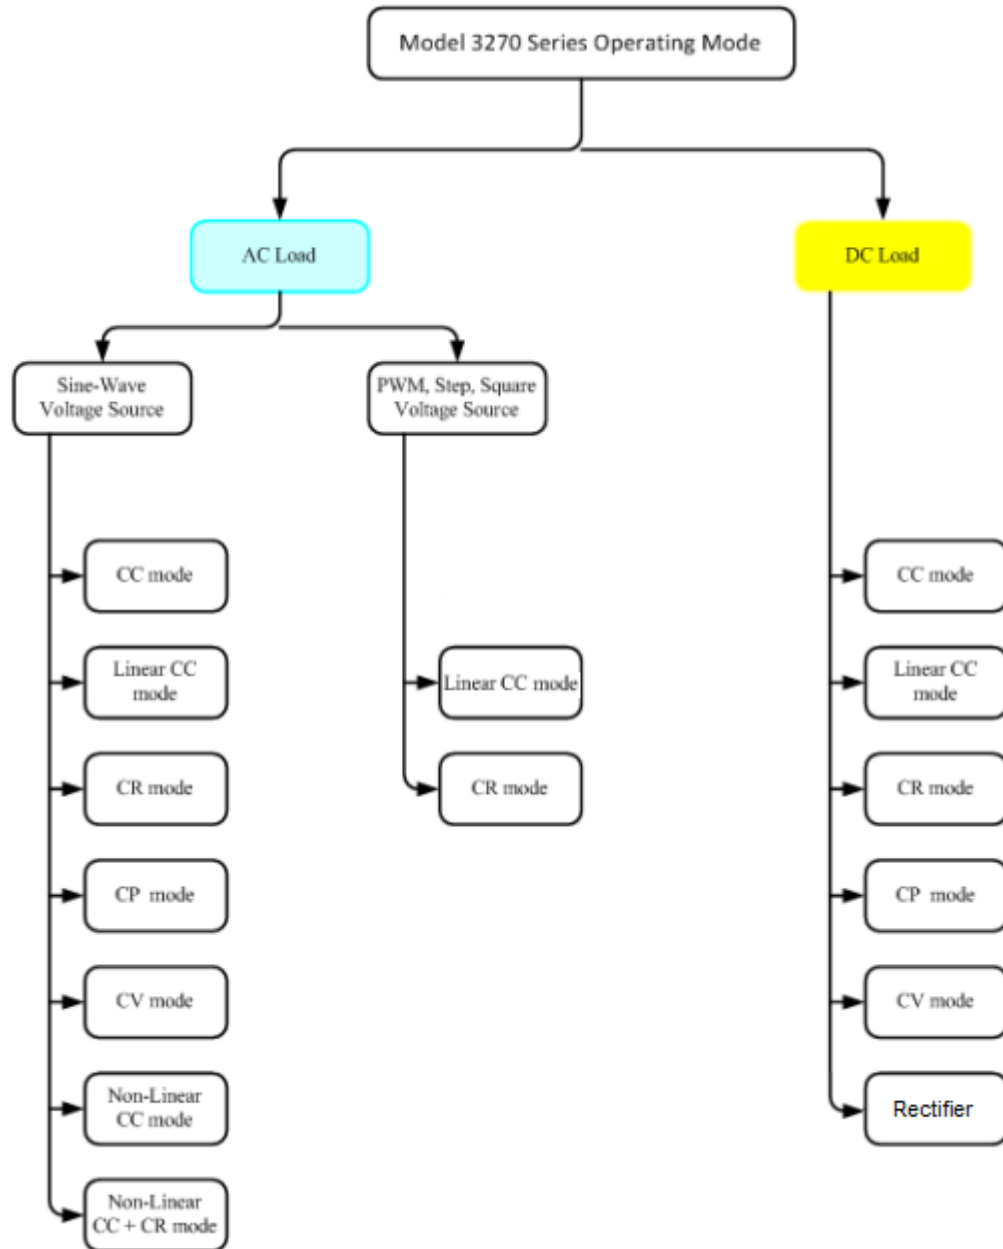 Model 3270 Series Operating Mode
AC Load
DC Load
Sine-Wave
Voltage Source
PWM, Step, Square
Voltage Source
CC mode
Linear CC
mode
CR mode
CP mode
CV mode
Non-Linear
CC mode
Non-Linear
CC + CR mode
Linear CC mode
CR mode
CC mode
Linear CC
mode
CR mode
CP mode
CV mode
Rectifier